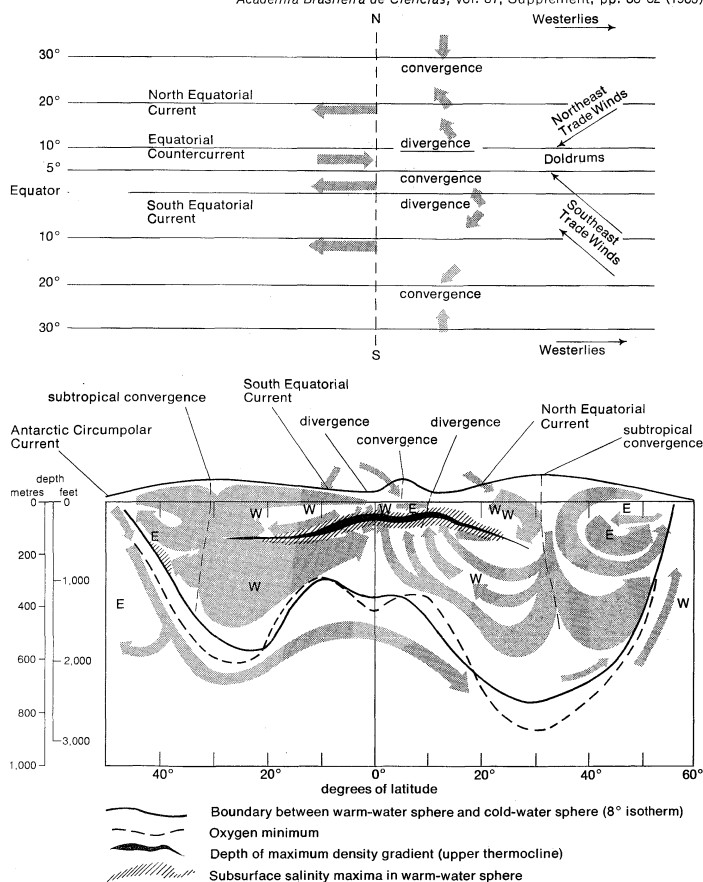 Academia Brasileira de Ciencias, vol. 37, Supplement, pp.
N
Westerlies
30°
convergence
20°
North Equatorial
Current
Northeast
Trade Winds
10°
Equatorial
Countercurrent
divergence
Doldrums
5°
convergence
Equator
divergence
South Equatorial
Current
Southeast
Trade Winds
10°
20°
convergence
30°
S
Westerlies
South Equatorial
Current
subtropical convergence
divergence
convergence
divergence
North Equatorial
Current
subtropical
convergence
Antarctic Circumpolar
Current
depth
metres
feet
0
0
200
400
600
800
1,000
1,000
2,000
3,000
E
E
W
W
W
W
E
W
W
W
E
E
W
40°
20°
0°
20°
40°
60°
degrees of latitude
Boundary between warm-water sphere and cold-water sphere (8° isotherm)
Oxygen minimum
Depth of maximum density gradient (upper thermocline)
Subsurface salinity maxima in warm-water sphere